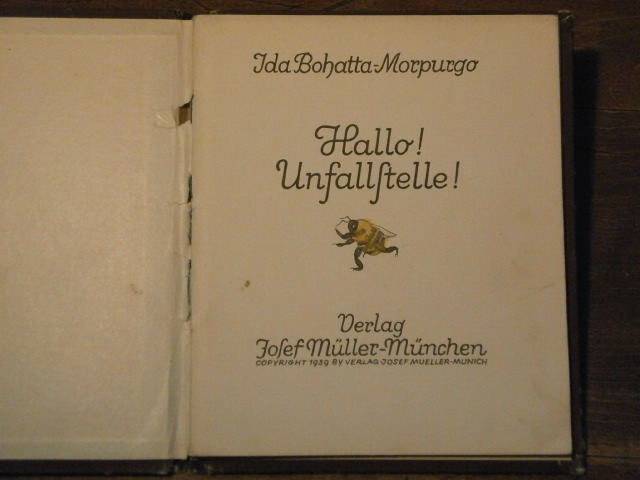 Ida Bohatta-Morpurgo
Hallo!
Unfallſtelle!
Verlag
Joſef Müller-München
COPYRIGHT 1939 BY VERLAG JOSEF MUELLER-MUNICH